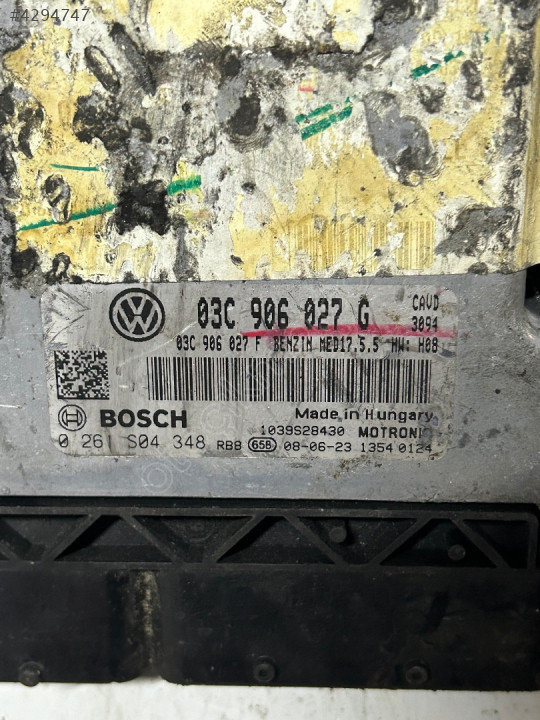 #4294747
03C 906 027 G CAVD
3094
03C 906 027 F BENZIN MED17.5.5 HW: H08
BOSCH Made in Hungary
1039S28430 MOTRONIC
0 261 S04 348 RB8 65B 08-06-23 1354 0124